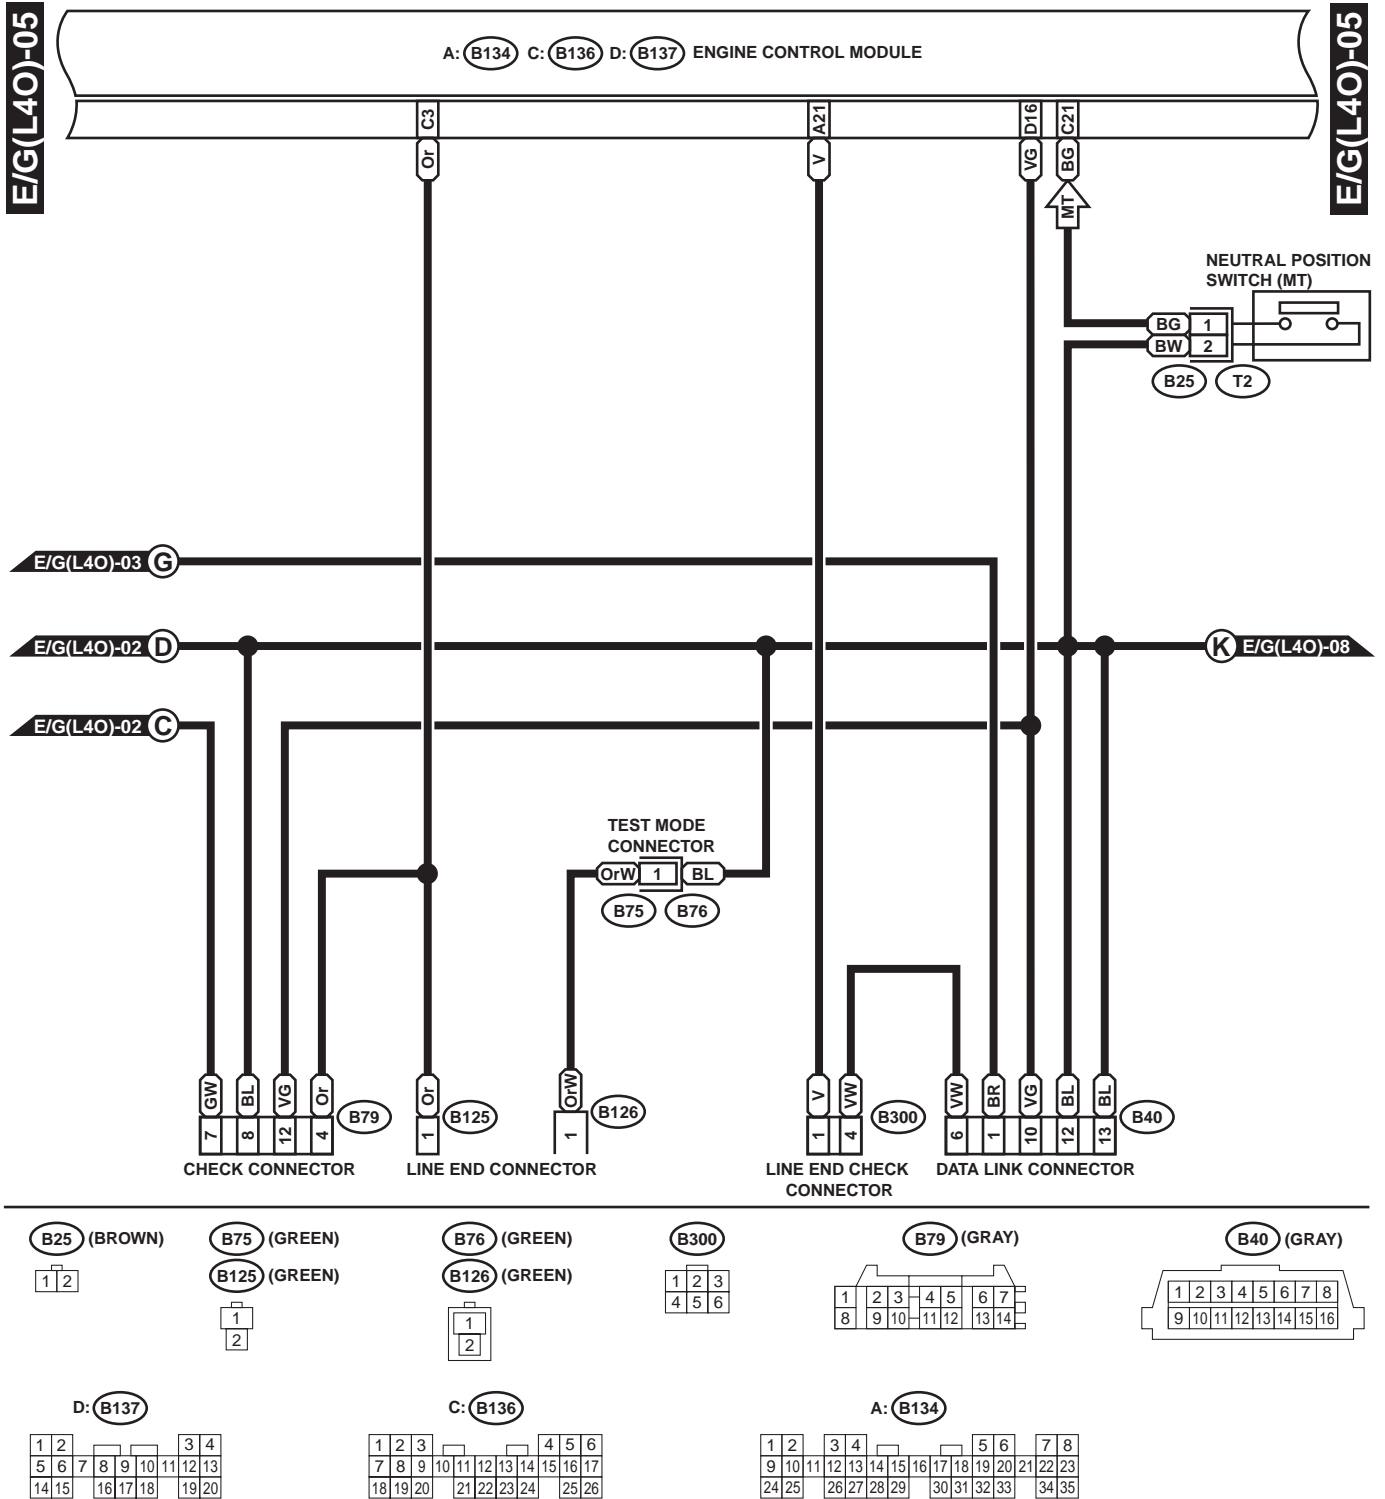 E/G(L4O)-05
E/G(L4O)-05
A: B134 C: B136 D: B137 ENGINE CONTROL MODULE
C3
A21
D16
C21
Or
V
VG
BG
MT
NEUTRAL POSITION
SWITCH (MT)
BG 1
BW 2
B25 T2
E/G(L4O)-03 G
E/G(L4O)-02 D
K E/G(L4O)-08
E/G(L4O)-02 C
TEST MODE
CONNECTOR
OrW 1 BL
B75 B76
GW BL VG Or
7 8 12 4
B79
CHECK CONNECTOR
Or
1
B125
OrW
1
B126
LINE END CONNECTOR
V VW
1 4
B300
LINE END CHECK
CONNECTOR
VW BR VG BL BL
6 1 10 12 13
B40
DATA LINK CONNECTOR
B25 (BROWN)
1 2
B75 (GREEN)
B125 (GREEN)
1
2
B76 (GREEN)
B126 (GREEN)
1
2
B300
1 2 3
4 5 6
B79 (GRAY)
1 2 3 4 5 6 7
8 9 10 11 12 13 14
B40 (GRAY)
1 2 3 4 5 6 7 8
9 10 11 12 13 14 15 16
D: B137
1 2 3 4
5 6 7 8 9 10 11 12 13
14 15 16 17 18 19 20
C: B136
1 2 3 4 5 6
7 8 9 10 11 12 13 14 15 16 17
18 19 20 21 22 23 24 25 26
A: B134
1 2 3 4 5 6 7 8
9 10 11 12 13 14 15 16 17 18 19 20 21 22 23
24 25 26 27 28 29 30 31 32 33 34 35